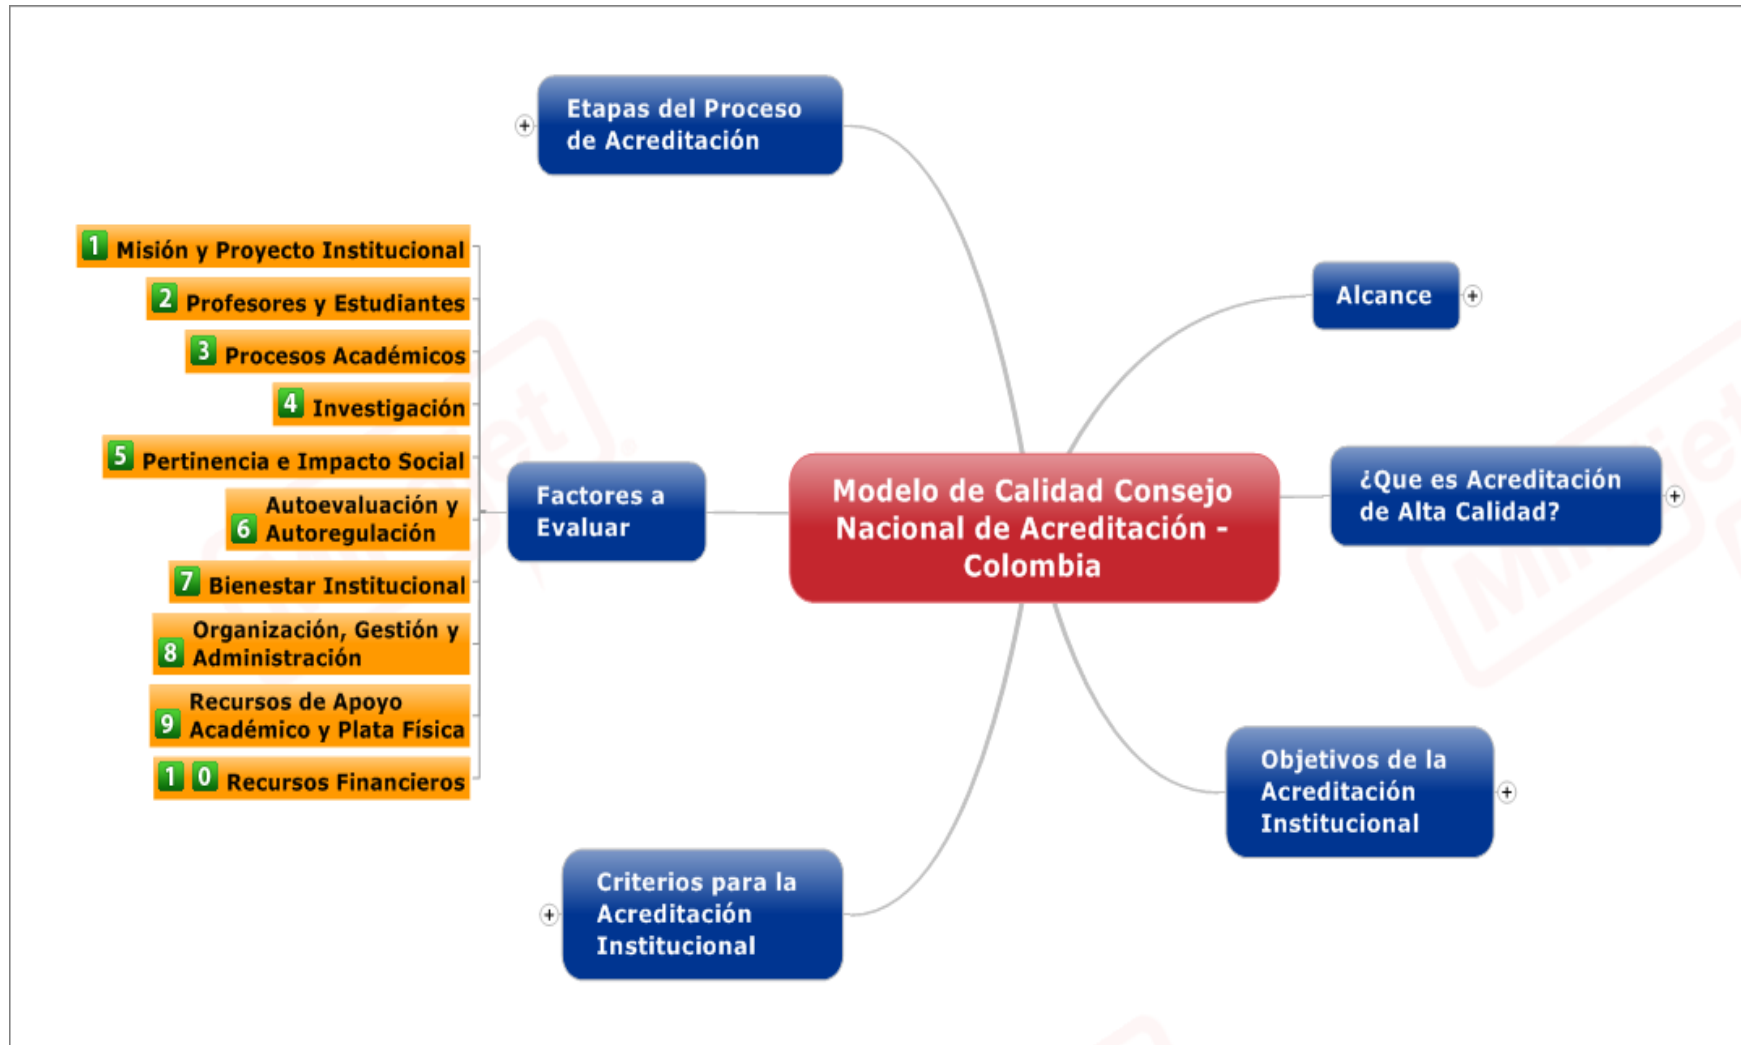 Etapas del Proceso
de Acreditación
1 Misión y Proyecto Institucional
2 Profesores y Estudiantes
3 Procesos Académicos
4 Investigación
5 Pertinencia e Impacto Social
Autoevaluación y
6 Autoregulación
7 Bienestar Institucional
Organización, Gestión y
8 Administración
Recursos de Apoyo
9 Académico y Plata Física
1 0 Recursos Financieros
Factores a
Evaluar
Criterios para la
Acreditación
Institucional
Modelo de Calidad Consejo
Nacional de Acreditación -
Colombia
Alcance
¿Que es Acreditación
de Alta Calidad?
Objetivos de la
Acreditación
Institucional